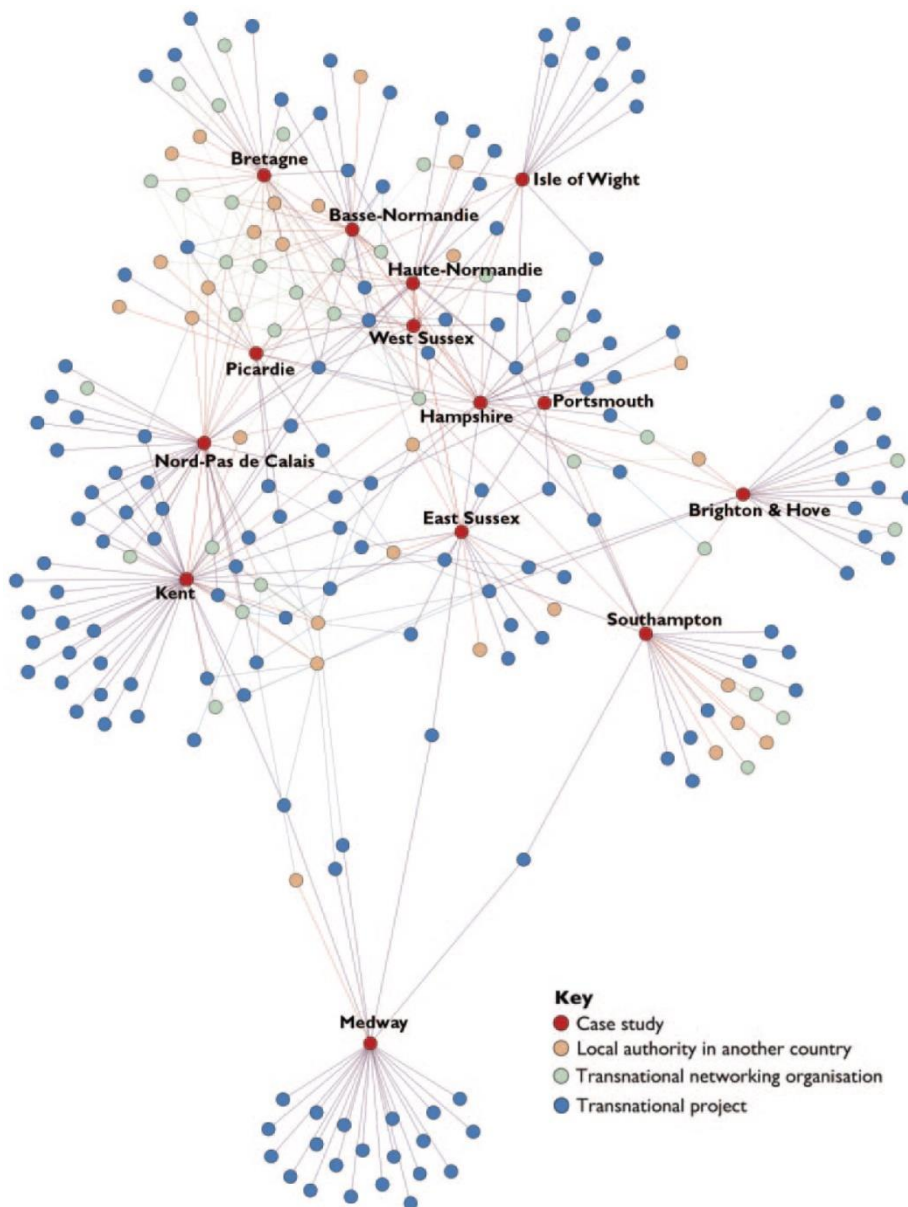 Bretagne
Isle of Wight
Basse-Normandie
Haute-Normandie
West Sussex
Picardie
Hampshire
Portsmouth
Nord-Pas de Calais
Brighton & Hove
East Sussex
Kent
Southampton
Medway
Key
Case study
Local authority in another country
Transnational networking organisation
Transnational project